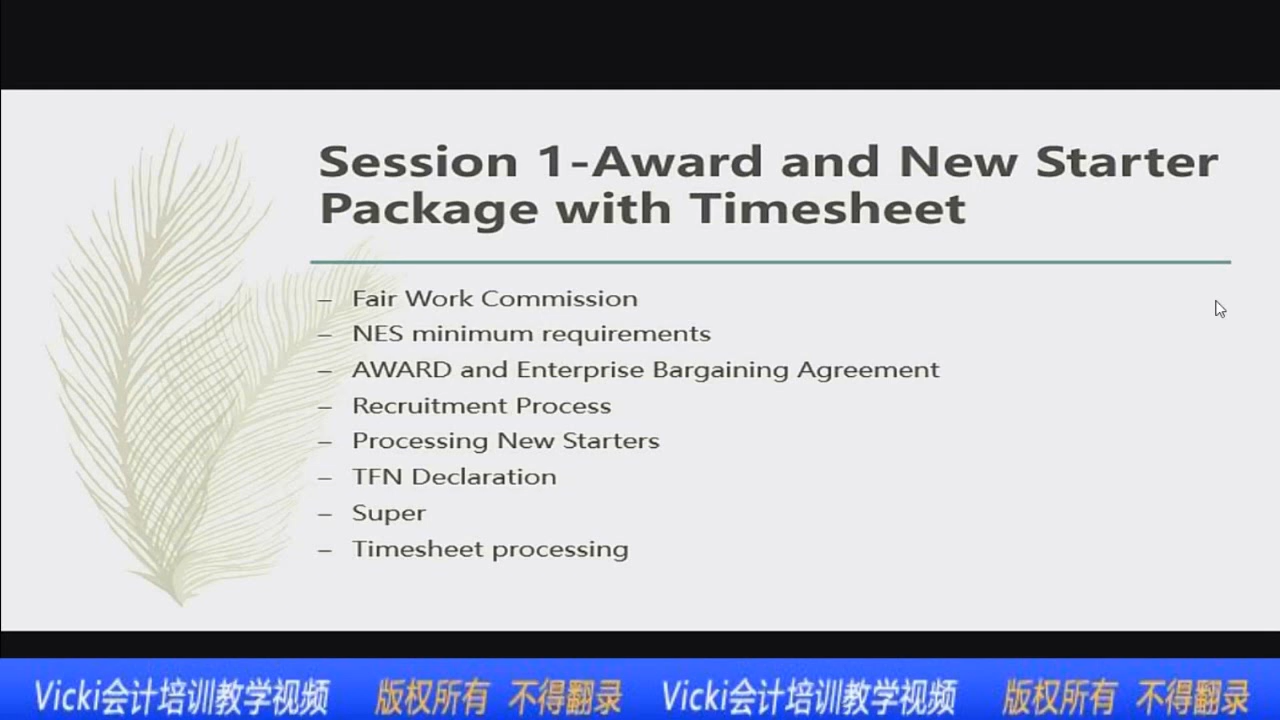 Session 1-Award and New Starter
Package with Timesheet
– Fair Work Commission
– NES minimum requirements
– AWARD and Enterprise Bargaining Agreement
– Recruitment Process
– Processing New Starters
– TFN Declaration
– Super
– Timesheet processing
Vicki会计培训教学视频 版权所有 不得翻录 Vicki会计培训教学视频 版权所有 不得翻录